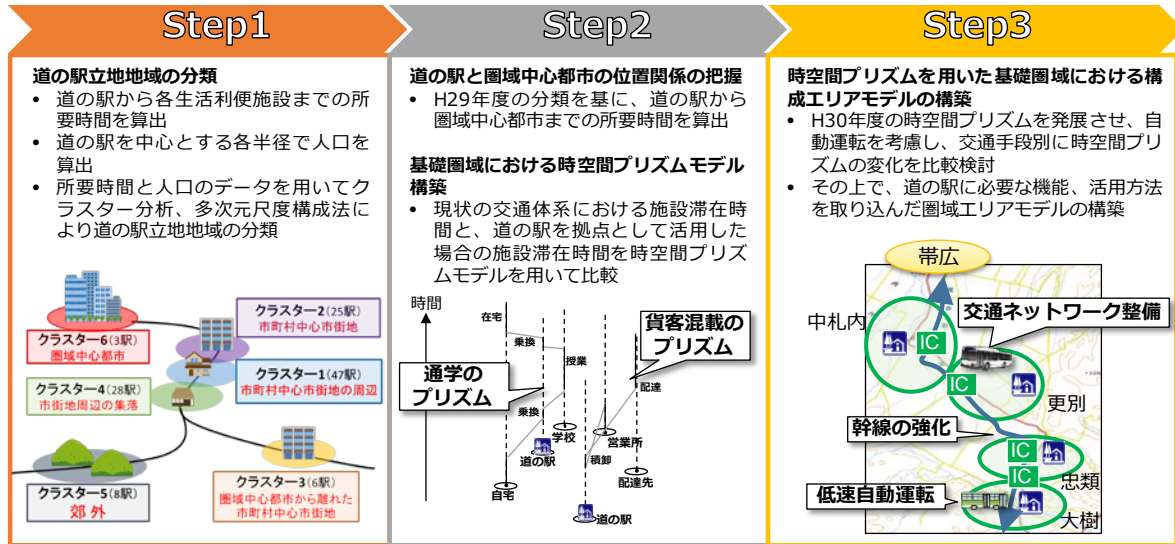 Step1
道の駅立地地域の分類
• 道の駅から各生活利便施設までの所
要時間を算出
• 道の駅を中心とする各半径で人口を
算出
• 所要時間と人口のデータを用いてク
ラスター分析、多次元尺度構成法に
より道の駅立地地域の分類
クラスター2(25駅)
市町村中心市街地
クラスター6(3駅)
圏域中心都市
クラスター1(47駅)
市町村中心市街地の周辺
クラスター4(28駅)
市街地周辺の集落
クラスター5(8駅)
郊外
クラスター3(6駅)
圏域中心都市から離れた
市町村中心市街地
Step2
道の駅と圏域中心都市の位置関係の把握
• H29年度の分類を基に、道の駅から
圏域中心都市までの所要時間を算出
基礎圏域における時空間プリズムモデル
構築
• 現状の交通体系における施設滞在時
間と、道の駅を拠点として活用した
場合の施設滞在時間を時空間プリズ
ムモデルを用いて比較
時間
在宅
乗換
授業
通学の
プリズム
乗換
学校
道の駅
自宅
貨客混載の
プリズム
配達
営業所
積卸
配達先
道の駅
Step3
時空間プリズムを用いた基礎圏域における構
成エリアモデルの構築
• H30年度の時空間プリズムを発展させ、自
動運転を考慮し、交通手段別に時空間プリ
ズムの変化を比較検討
• その上で、道の駅に必要な機能、活用方法
を取り込んだ圏域エリアモデルの構築
帯広
中札内
交通ネットワーク整備
IC
IC
更別
幹線の強化
IC
忠類
IC
低速自動運転
大樹